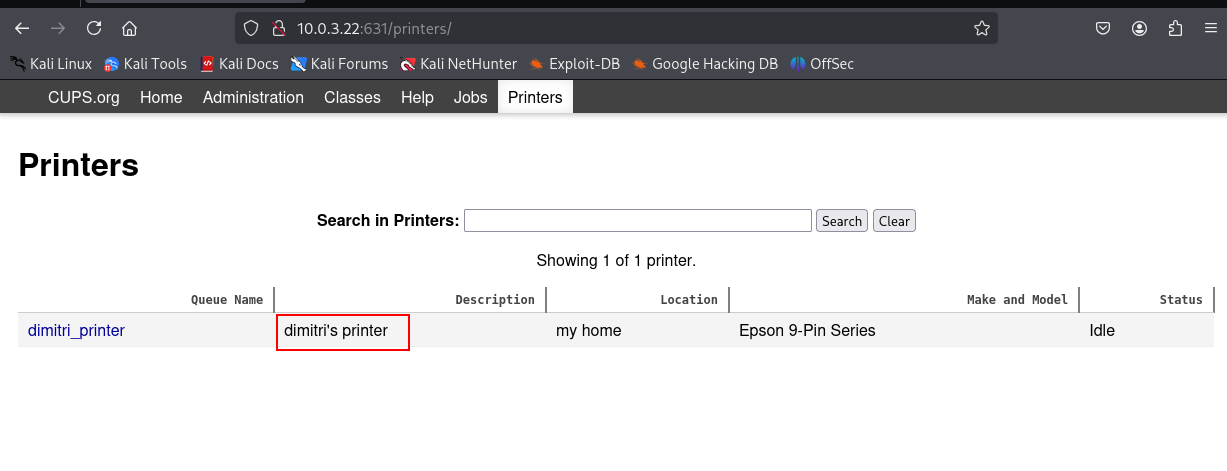 10.0.3.22:631/printers/
Kali Linux Kali Tools Kali Docs Kali Forums Kali NetHunter Exploit-DB Google Hacking DB OffSec
CUPS.org Home Administration Classes Help Jobs Printers
Printers
Search in Printers: Search Clear
Showing 1 of 1 printer.
Queue Name Description Location Make and Model Status
dimitri_printer dimitri's printer my home Epson 9-Pin Series Idle